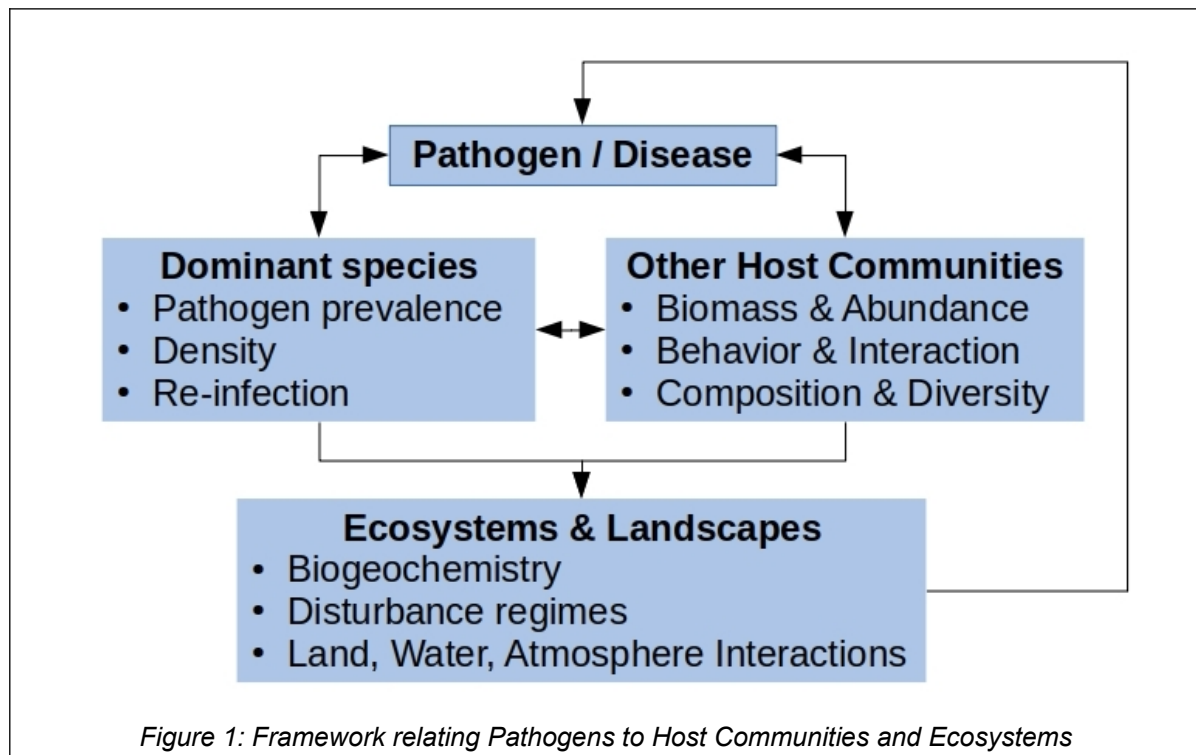 Pathogen / Disease
Dominant species
• Pathogen prevalence
• Density
• Re-infection
Other Host Communities
• Biomass & Abundance
• Behavior & Interaction
• Composition & Diversity
Ecosystems & Landscapes
• Biogeochemistry
• Disturbance regimes
• Land, Water, Atmosphere Interactions
Figure 1: Framework relating Pathogens to Host Communities and Ecosystems